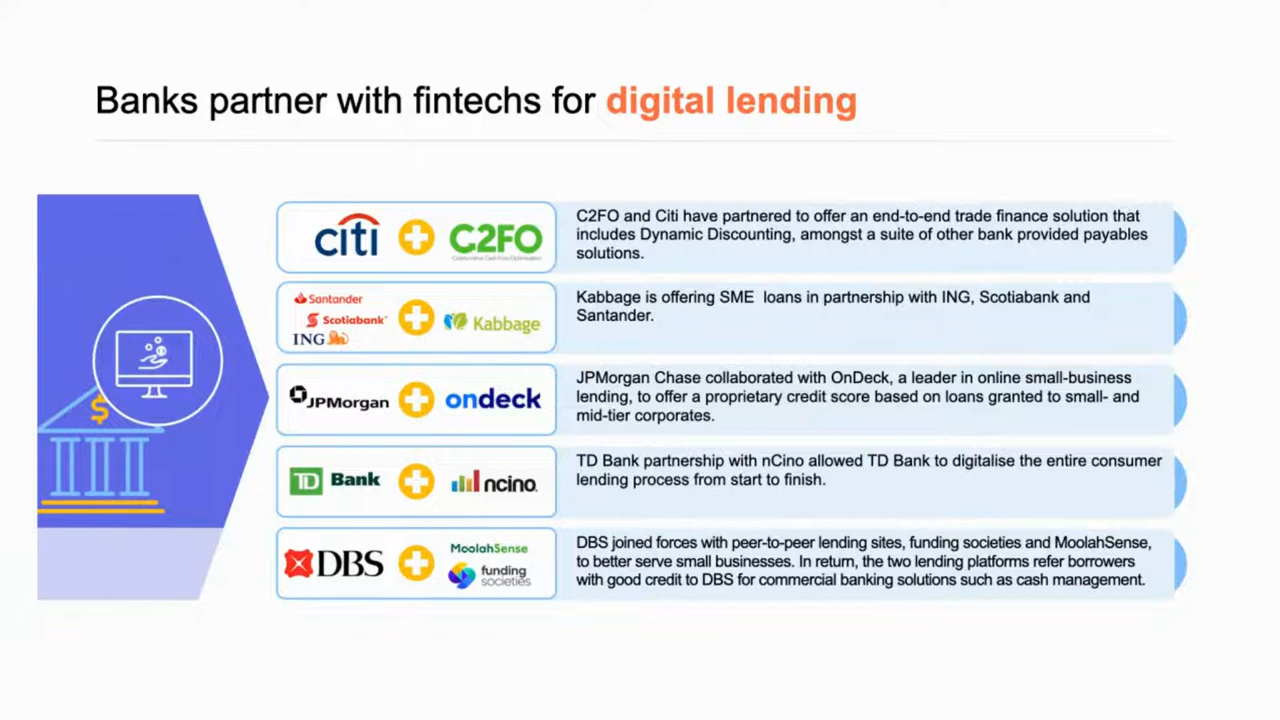 Banks partner with fintechs for digital lending
citi
C2FO
Collaborative Cash Flow Optimization
C2FO and Citi have partnered to offer an end-to-end trade finance solution that
includes Dynamic Discounting, amongst a suite of other bank provided payables
solutions.
Santander
Scotiabank
ING
Kabbage
Kabbage is offering SME loans in partnership with ING, Scotiabank and
Santander.
JPMorgan
ondeck
JPMorgan Chase collaborated with OnDeck, a leader in online small-business
lending, to offer a proprietary credit score based on loans granted to small- and
mid-tier corporates.
$
TD Bank
ncino.
TD Bank partnership with nCino allowed TD Bank to digitalise the entire consumer
lending process from start to finish.
DBS
MoolahSense
funding
societies
DBS joined forces with peer-to-peer lending sites, funding societies and MoolahSense,
to better serve small businesses. In return, the two lending platforms refer borrowers
with good credit to DBS for commercial banking solutions such as cash management.